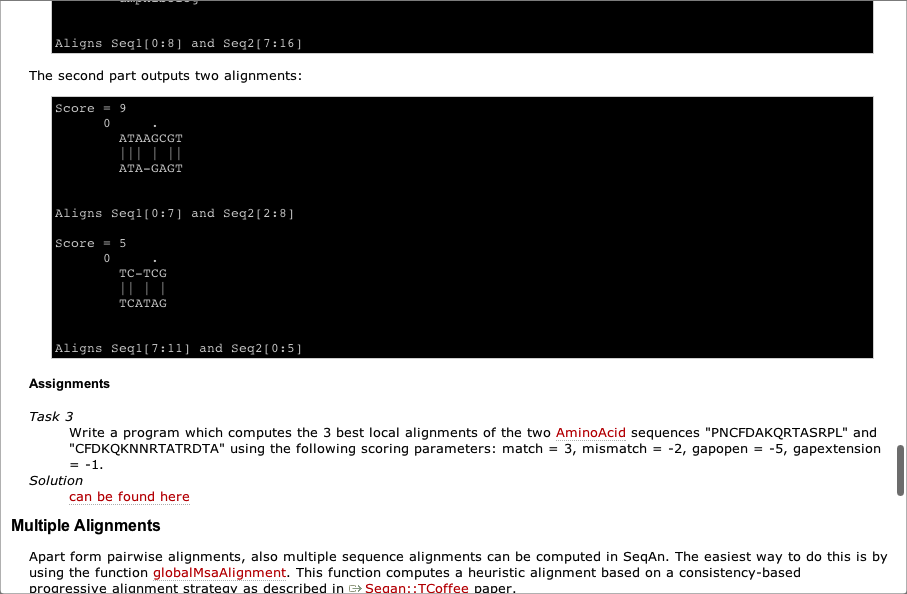 Aligns Seq1[0:8] and Seq2[7:16]
The second part outputs two alignments:
Score = 9
0     .
ATAAGCGT
||| | ||
ATA-GAGT
Aligns Seq1[0:7] and Seq2[2:8]
Score = 5
0     .
TC-TCG
|| | |
TCATAG
Aligns Seq1[7:11] and Seq2[0:5]
Assignments
Task 3
Write a program which computes the 3 best local alignments of the two AminoAcid sequences "PNCFDAKQRTASRPL" and
"CFDKQKNNRTATRDTA" using the following scoring parameters: match = 3, mismatch = -2, gapopen = -5, gapextension
= -1.
Solution
can be found here
Multiple Alignments
Apart form pairwise alignments, also multiple sequence alignments can be computed in SeqAn. The easiest way to do this is by
using the function globalMsaAlignment. This function computes a heuristic alignment based on a consistency-based
progressive alignment strategy as described in Seqan::TCoffee paper.